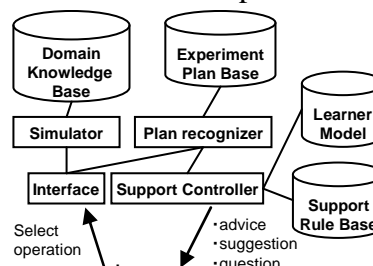 Domain
Knowledge
Base
Experiment
Plan Base
Learner
Model
Simulator
Plan recognizer
Interface
Support Controller
Support
Rule Base
Select
operation
・advice
・suggestion
・question